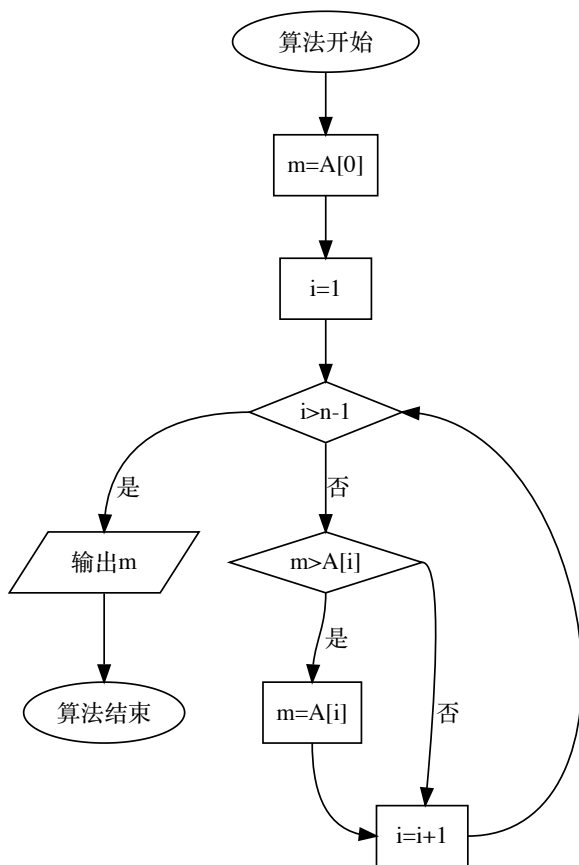 算法开始
m=A[0]
i=1
i>n-1
是
否
输出m
m>A[i]
是
算法结束
m=A[i]
否
i=i+1